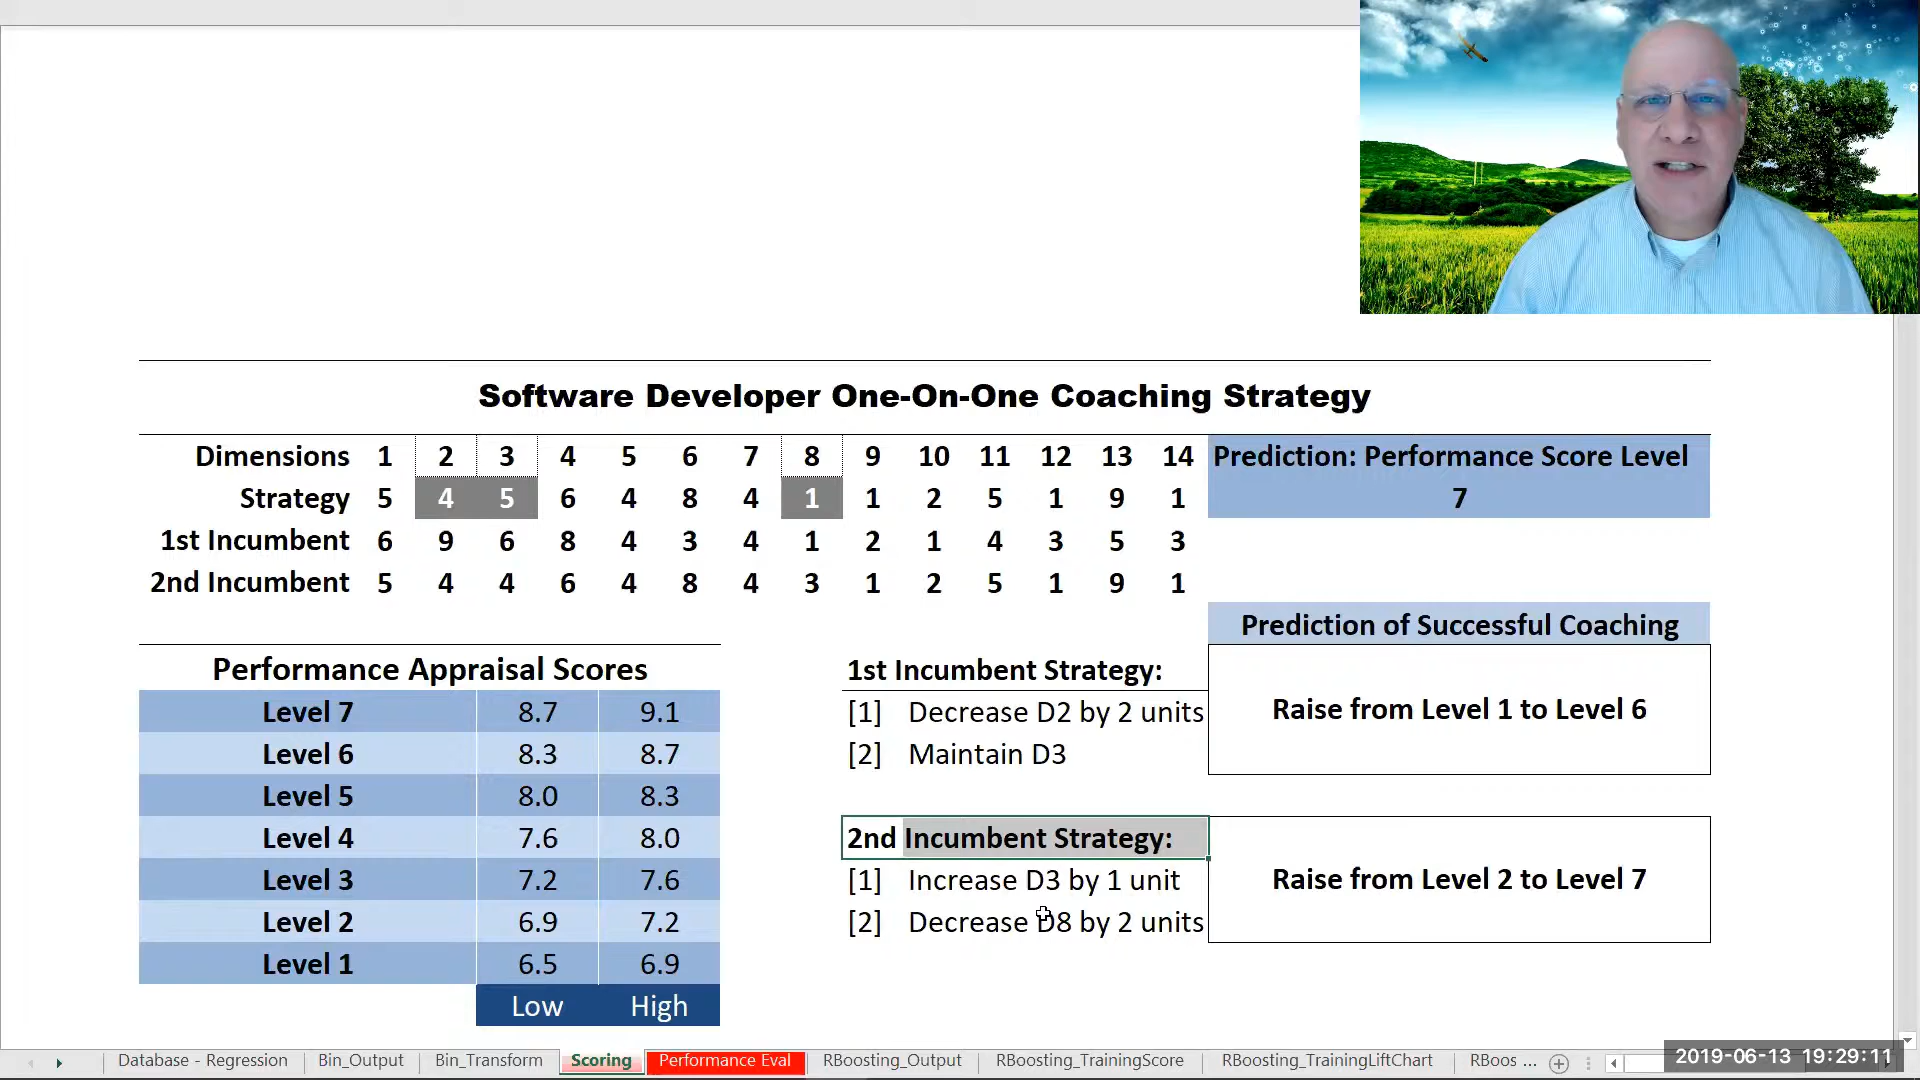 Software Developer One-On-One Coaching Strategy
Dimensions 1 2 3 4 5 6 7 8 9 10 11 12 13 14 Prediction: Performance Score Level
Strategy 5 4 5 6 4 8 4 1 1 2 5 1 9 1 7
1st Incumbent 6 9 6 8 4 3 4 1 2 1 4 3 5 3
2nd Incumbent 5 4 4 6 4 8 4 3 1 2 5 1 9 1
Prediction of Successful Coaching
Performance Appraisal Scores
Level 7 8.7 9.1
Level 6 8.3 8.7
Level 5 8.0 8.3
Level 4 7.6 8.0
Level 3 7.2 7.6
Level 2 6.9 7.2
Level 1 6.5 6.9
Low High
1st Incumbent Strategy:
[1] Decrease D2 by 2 units
[2] Maintain D3
Raise from Level 1 to Level 6
2nd Incumbent Strategy:
[1] Increase D3 by 1 unit
[2] Decrease D8 by 2 units
Raise from Level 2 to Level 7
Database - Regression Bin_Output Bin_Transform Scoring Performance Eval RBoosting_Output RBoosting_TrainingScore RBoosting_TrainingLiftChart RBoos ...
2019-06-13 19:29:11